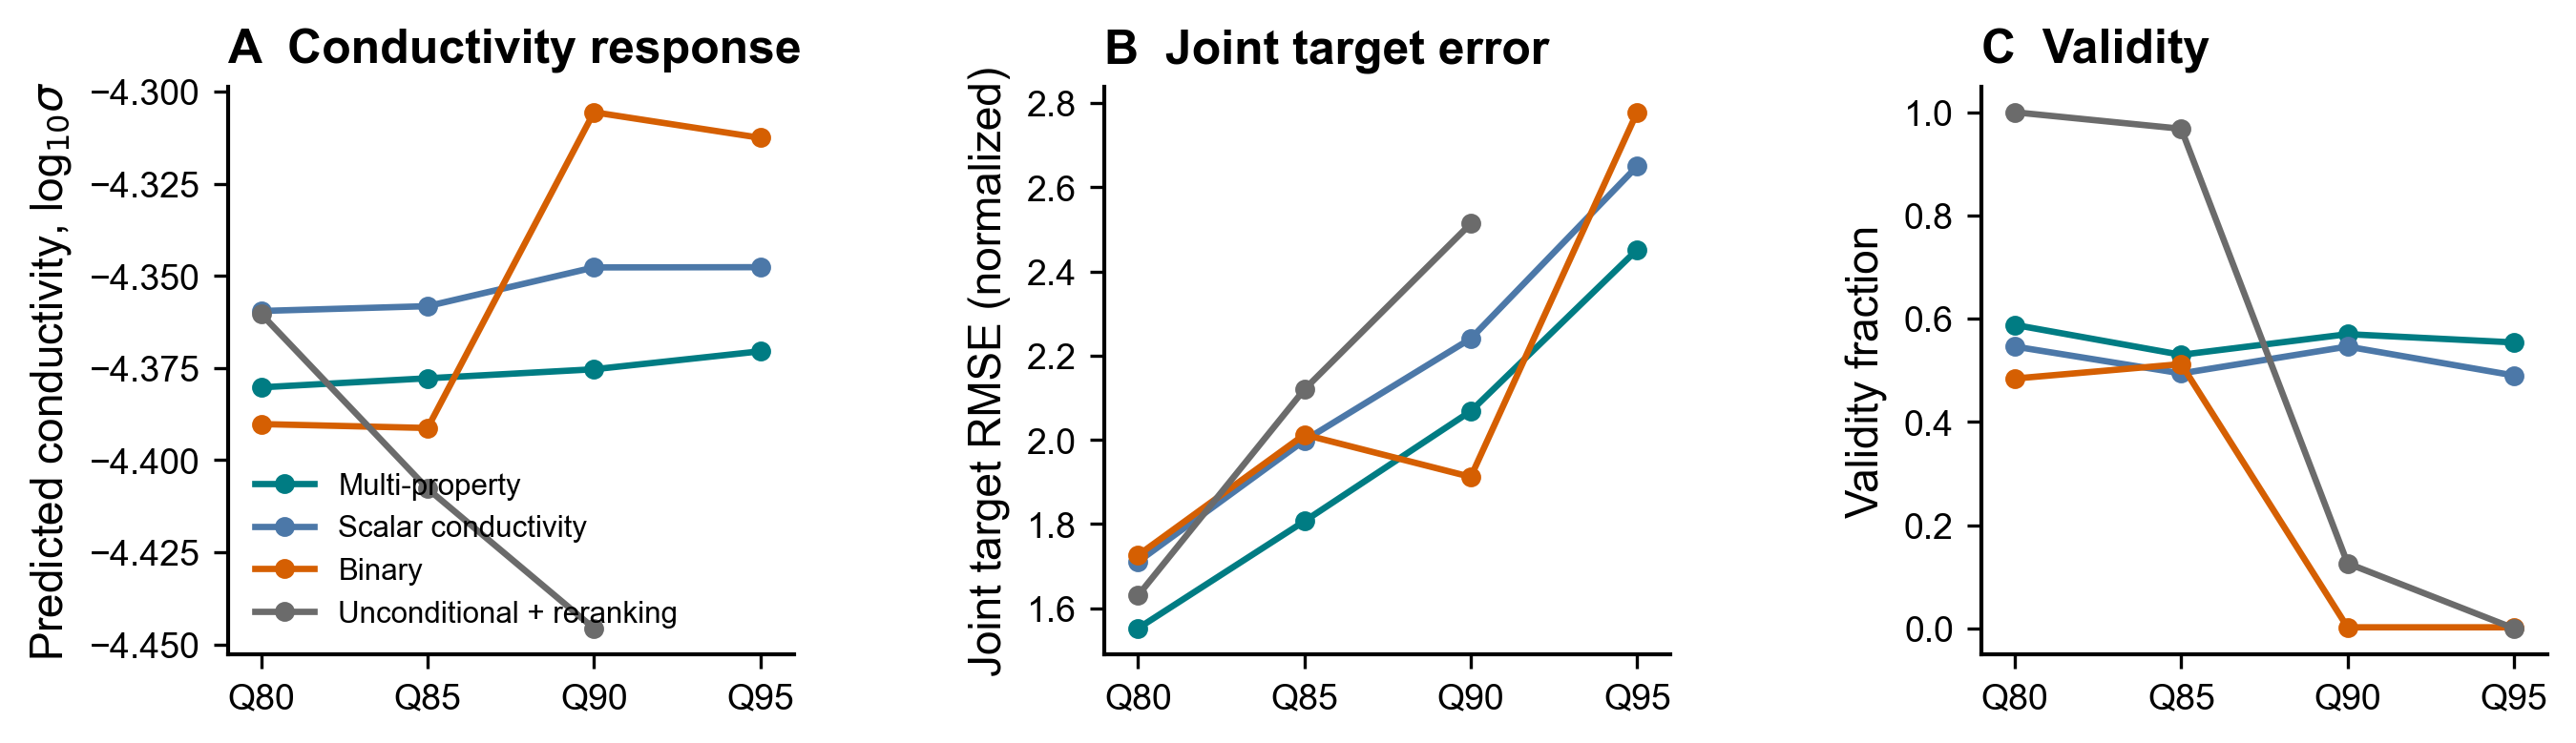 A Conductivity response
Predicted conductivity, log₁₀σ
−4.300
−4.325
−4.350
−4.375
−4.400
−4.425
−4.450
Multi-property
Scalar conductivity
Binary
Unconditional + reranking
Q80 Q85 Q90 Q95
B Joint target error
Joint target RMSE (normalized)
2.8
2.6
2.4
2.2
2.0
1.8
1.6
Q80 Q85 Q90 Q95
C Validity
Validity fraction
1.0
0.8
0.6
0.4
0.2
0.0
Q80 Q85 Q90 Q95